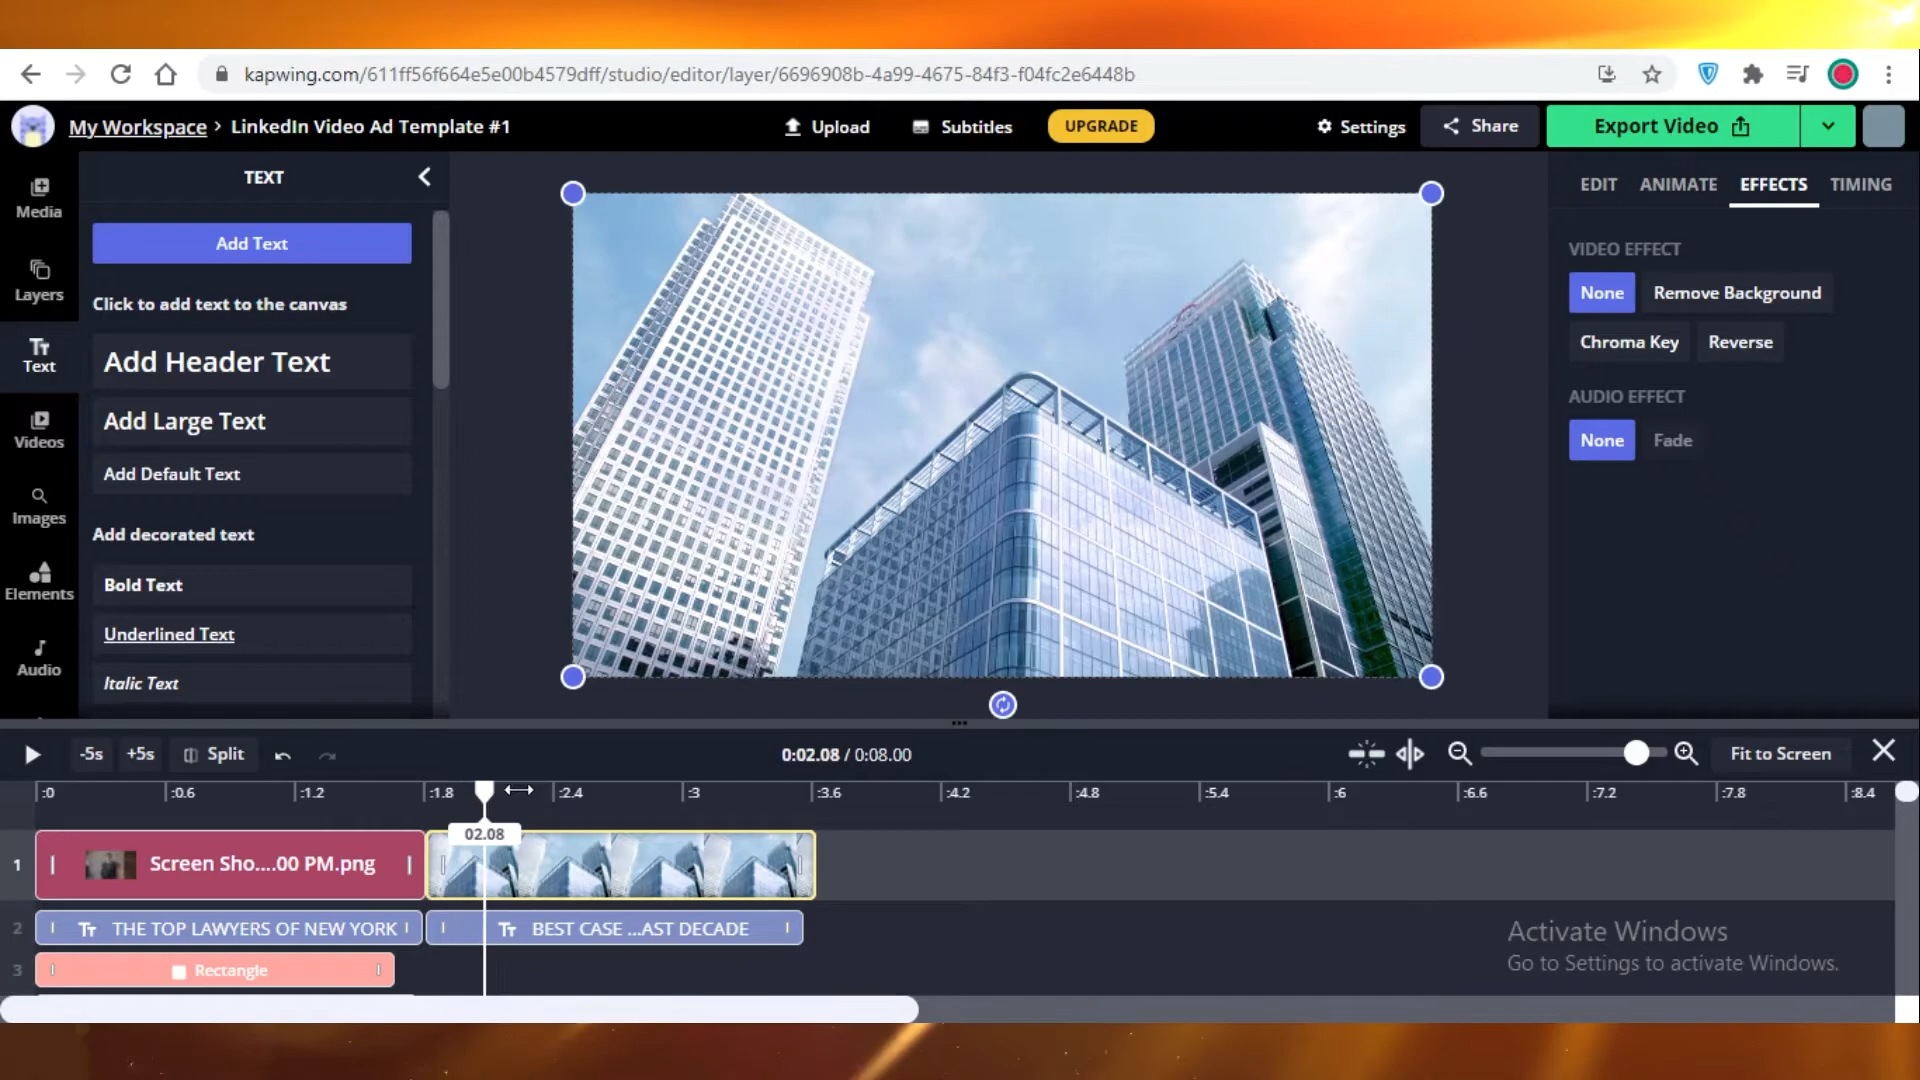 kapwing.com/611ff56f664e5e00b4579dff/studio/editor/layer/6696908b-4a99-4675-84f3-f04fc2e6448b
My Workspace > LinkedIn Video Ad Template #1
Upload
Subtitles
UPGRADE
Settings
Share
Export Video
Media
Layers
Text
Videos
Images
Elements
Audio
TEXT
Add Text
Click to add text to the canvas
Add Header Text
Add Large Text
Add Default Text
Add decorated text
Bold Text
Underlined Text
Italic Text
EDIT ANIMATE EFFECTS TIMING
VIDEO EFFECT
None Remove Background
Chroma Key Reverse
AUDIO EFFECT
None Fade
-5s +5s Split
0:02.08 / 0:08.00
Fit to Screen
:0 :0.6 :1.2 :1.8 :2.4 :3 :3.6 :4.2 :4.8 :5.4 :6 :6.6 :7.2 :7.8 :8.4
02.08
1 Screen Sho....00 PM.png
2 Tr THE TOP LAWYERS OF NEW YORK Tr BEST CASE ...AST DECADE
3 Rectangle
Activate Windows
Go to Settings to activate Windows.